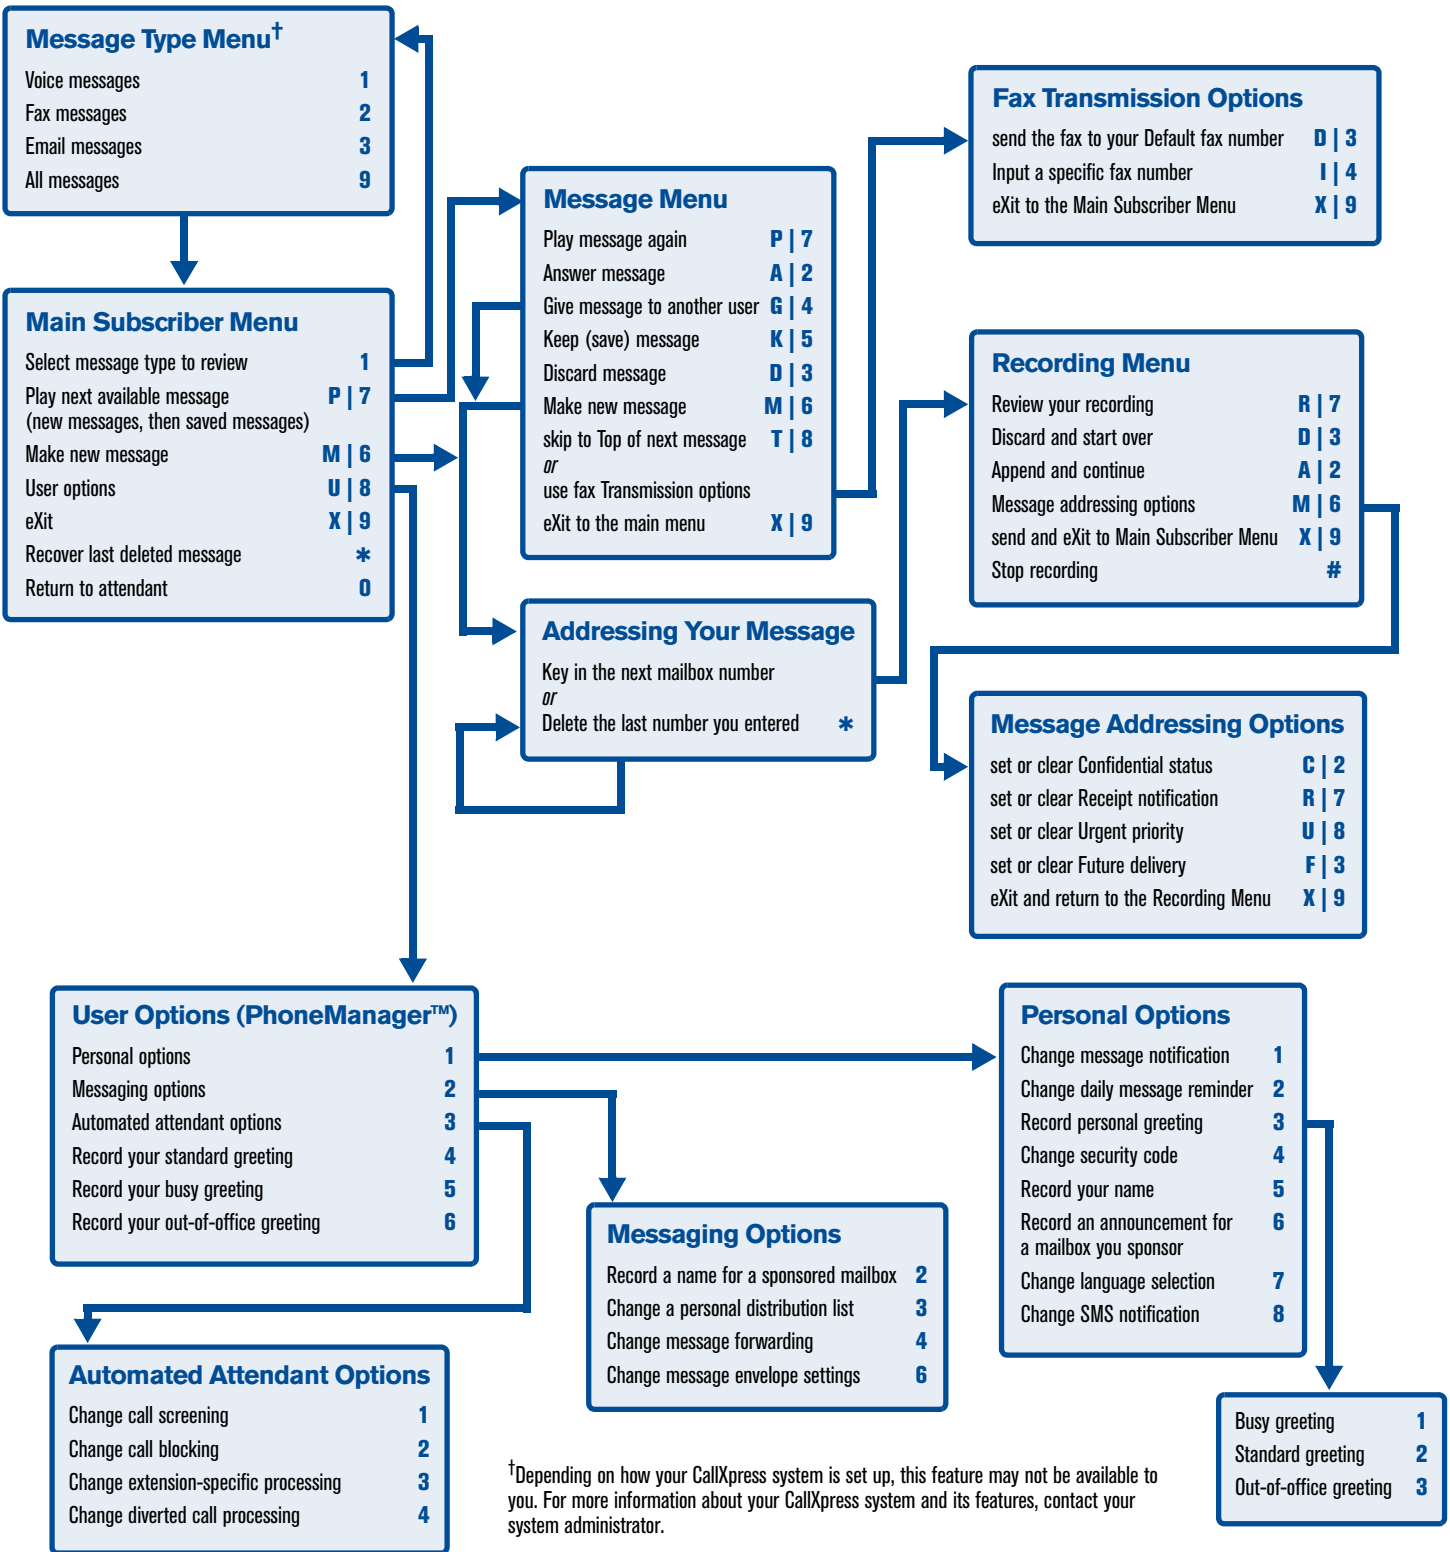 Message Type Menu†
Voice messages 1
Fax messages 2
Email messages 3
All messages 9
Main Subscriber Menu
Select message type to review 1
Play next available message P | 7
(new messages, then saved messages)
Make new message M | 6
User options U | 8
eXit X | 9
Recover last deleted message ✱
Return to attendant 0
Message Menu
Play message again P | 7
Answer message A | 2
Give message to another user G | 4
Keep (save) message K | 5
Discard message D | 3
Make new message M | 6
skip to Top of next message T | 8
or
use fax Transmission options
eXit to the main menu X | 9
Addressing Your Message
Key in the next mailbox number
or
Delete the last number you entered ✱
Fax Transmission Options
send the fax to your Default fax number D | 3
Input a specific fax number I | 4
eXit to the Main Subscriber Menu X | 9
Recording Menu
Review your recording R | 7
Discard and start over D | 3
Append and continue A | 2
Message addressing options M | 6
send and eXit to Main Subscriber Menu X | 9
Stop recording #
Message Addressing Options
set or clear Confidential status C | 2
set or clear Receipt notification R | 7
set or clear Urgent priority U | 8
set or clear Future delivery F | 3
eXit and return to the Recording Menu X | 9
User Options (PhoneManager™)
Personal options 1
Messaging options 2
Automated attendant options 3
Record your standard greeting 4
Record your busy greeting 5
Record your out-of-office greeting 6
Automated Attendant Options
Change call screening 1
Change call blocking 2
Change extension-specific processing 3
Change diverted call processing 4
Messaging Options
Record a name for a sponsored mailbox 2
Change a personal distribution list 3
Change message forwarding 4
Change message envelope settings 6
Personal Options
Change message notification 1
Change daily message reminder 2
Record personal greeting 3
Change security code 4
Record your name 5
Record an announcement for 6
a mailbox you sponsor
Change language selection 7
Change SMS notification 8
Busy greeting 1
Standard greeting 2
Out-of-office greeting 3
†Depending on how your CallXpress system is set up, this feature may not be available to
you. For more information about your CallXpress system and its features, contact your
system administrator.